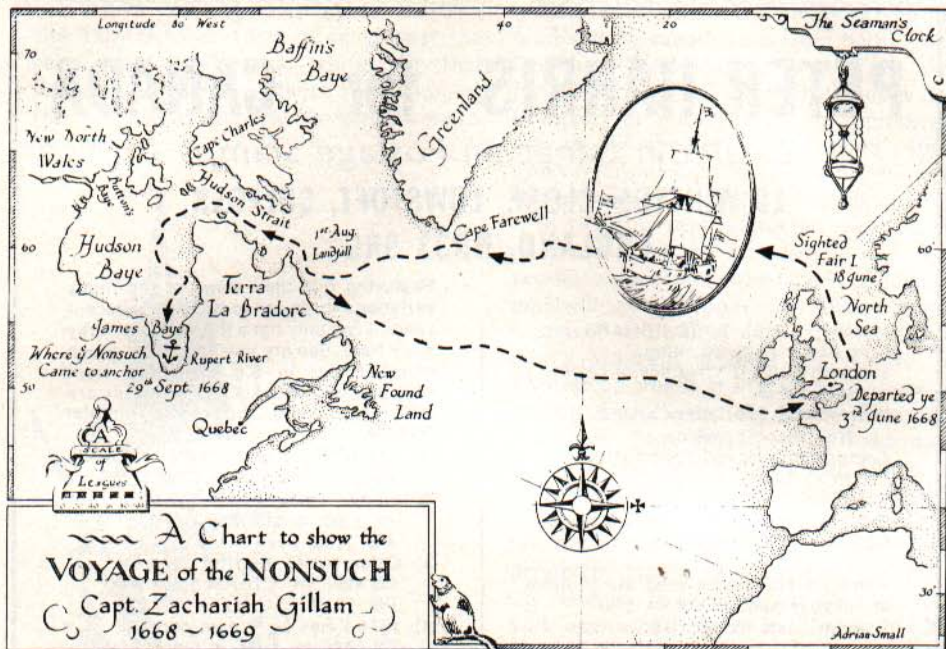 Longitude 80 West
40
20
The Seaman's
Clock
70
60
50
Baffin's
Baye
Greenland
New North
Wales
Cape Charles
Button's
Baye
Hudson Strait
1st Aug.
Landfall
Cape Farewell
Sighted
Fair I.
18 June
Hudson
Baye
Terra
La Bradore
North
Sea
James Baye
Where ye Nonsuch
Came to anchor
29th Sept. 1668
Rupert River
London
Departed ye
3rd June 1668
New
Found
Land
Quebec
A
SCALE
of
Leagues
30
A Chart to show the
VOYAGE of the NONSUCH
Capt. Zachariah Gillam
1668~1669
Adrian Small